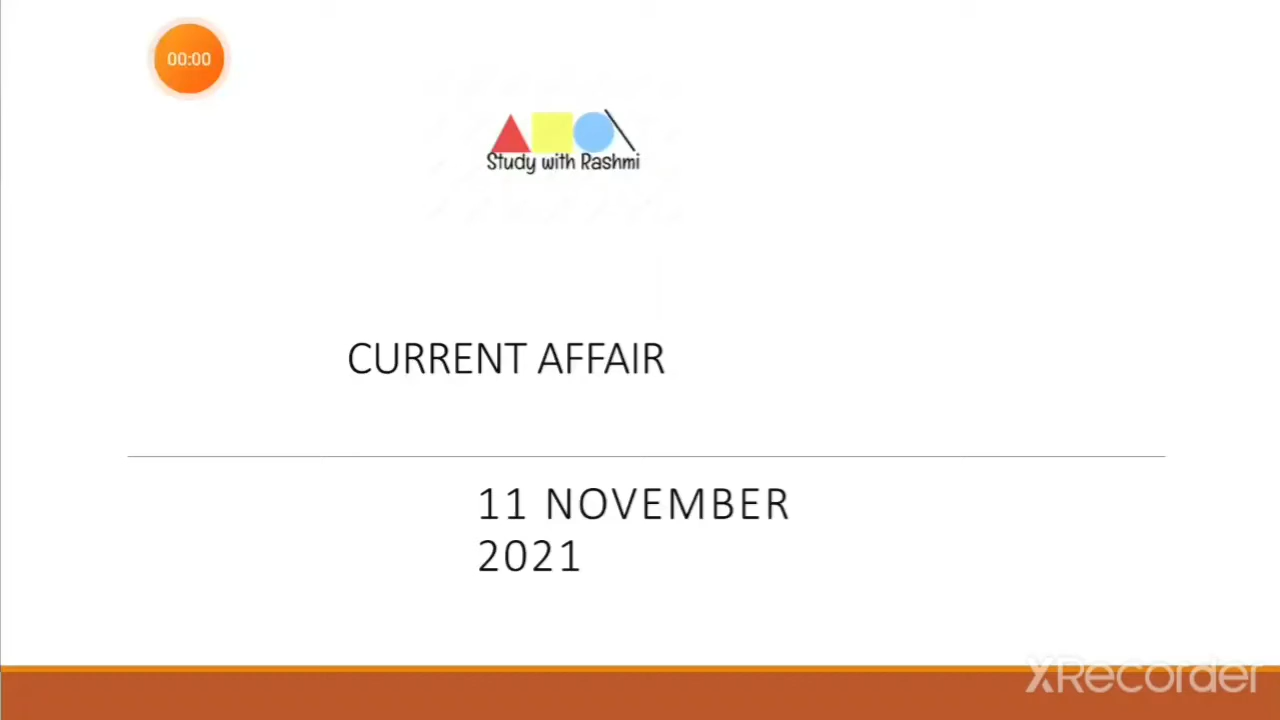 00:00
Study with Rashmi
CURRENT AFFAIR
11 NOVEMBER
2021
XRecorder